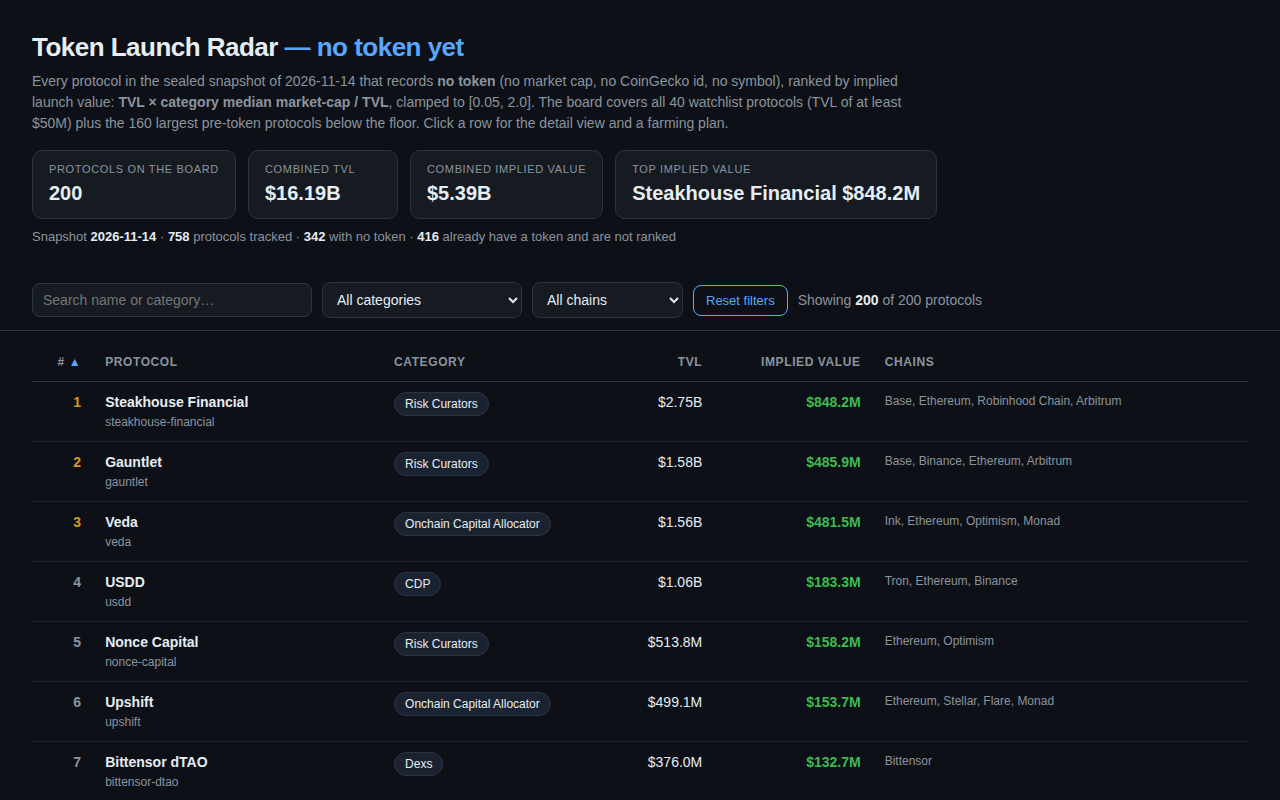 Token Launch Radar — no token yet
Every protocol in the sealed snapshot of 2026-11-14 that records no token (no market cap, no CoinGecko id, no symbol), ranked by implied
launch value: TVL × category median market-cap / TVL, clamped to [0.05, 2.0]. The board covers all 40 watchlist protocols (TVL of at least
$50M) plus the 160 largest pre-token protocols below the floor. Click a row for the detail view and a farming plan.
PROTOCOLS ON THE BOARD
200
COMBINED TVL
$16.19B
COMBINED IMPLIED VALUE
$5.39B
TOP IMPLIED VALUE
Steakhouse Financial $848.2M
Snapshot 2026-11-14 · 758 protocols tracked · 342 with no token · 416 already have a token and are not ranked
Search name or category… All categories All chains Reset filters Showing 200 of 200 protocols
# ▲ PROTOCOL CATEGORY TVL IMPLIED VALUE CHAINS
1 Steakhouse Financial Risk Curators $2.75B $848.2M Base, Ethereum, Robinhood Chain, Arbitrum
steakhouse-financial
2 Gauntlet Risk Curators $1.58B $485.9M Base, Binance, Ethereum, Arbitrum
gauntlet
3 Veda Onchain Capital Allocator $1.56B $481.5M Ink, Ethereum, Optimism, Monad
veda
4 USDD CDP $1.06B $183.3M Tron, Ethereum, Binance
usdd
5 Nonce Capital Risk Curators $513.8M $158.2M Ethereum, Optimism
nonce-capital
6 Upshift Onchain Capital Allocator $499.1M $153.7M Ethereum, Stellar, Flare, Monad
upshift
7 Bittensor dTAO Dexs $376.0M $132.7M Bittensor
bittensor-dtao